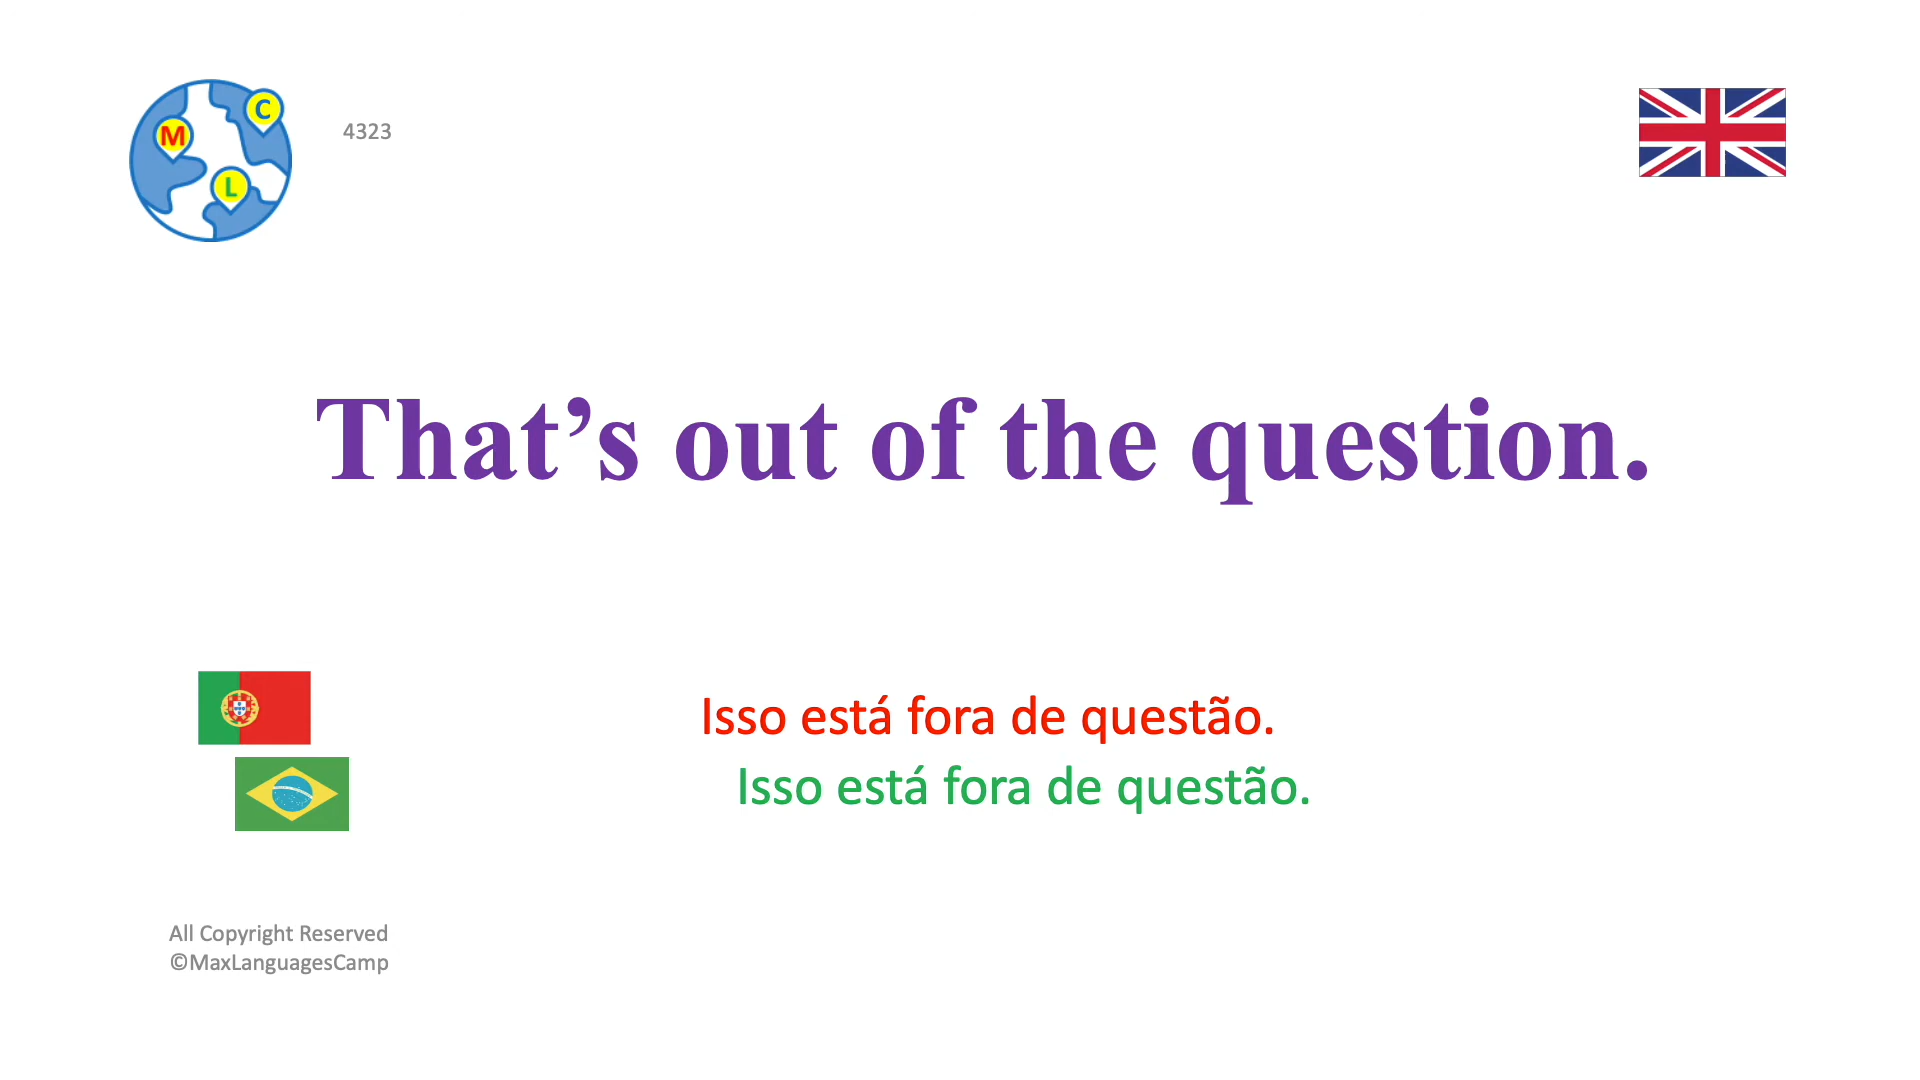 M
C
L
4323
That’s out of the question.
Isso está fora de questão.
Isso está fora de questão.
All Copyright Reserved
©MaxLanguagesCamp